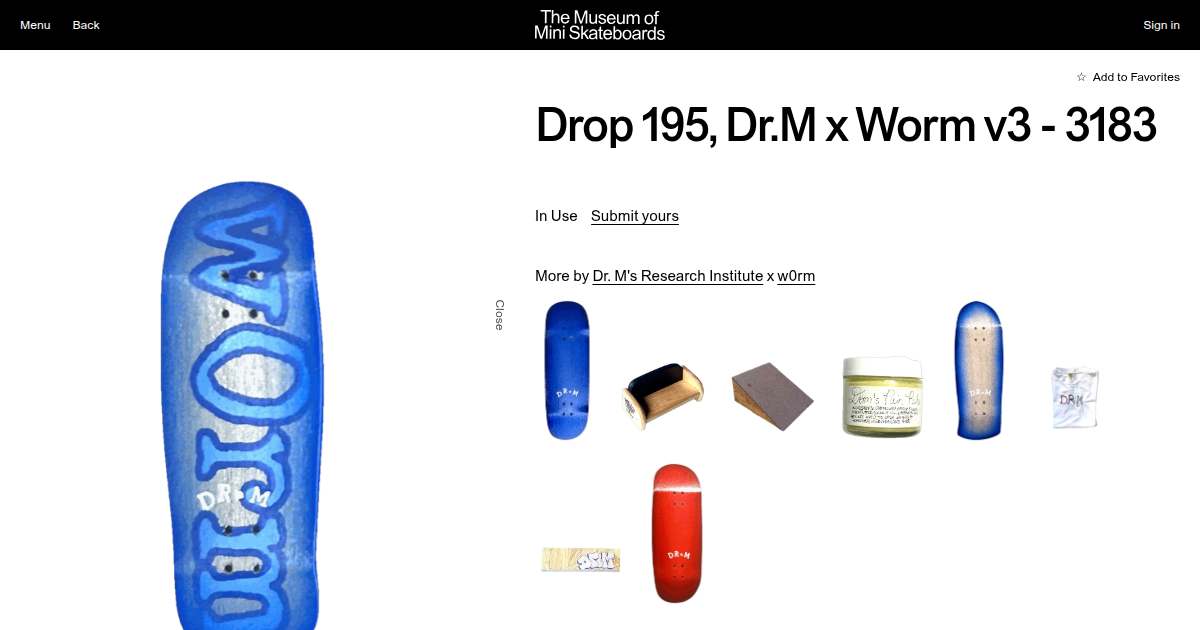 Menu
Back
The Museum of
Mini Skateboards
Sign in
☆ Add to Favorites
Drop 195, Dr.M x Worm v3 - 3183
In Use Submit yours
More by Dr. M's Research Institute x w0rm
Close
wOrm
DR•M
DR•M
DR•M
DRM
DR•M